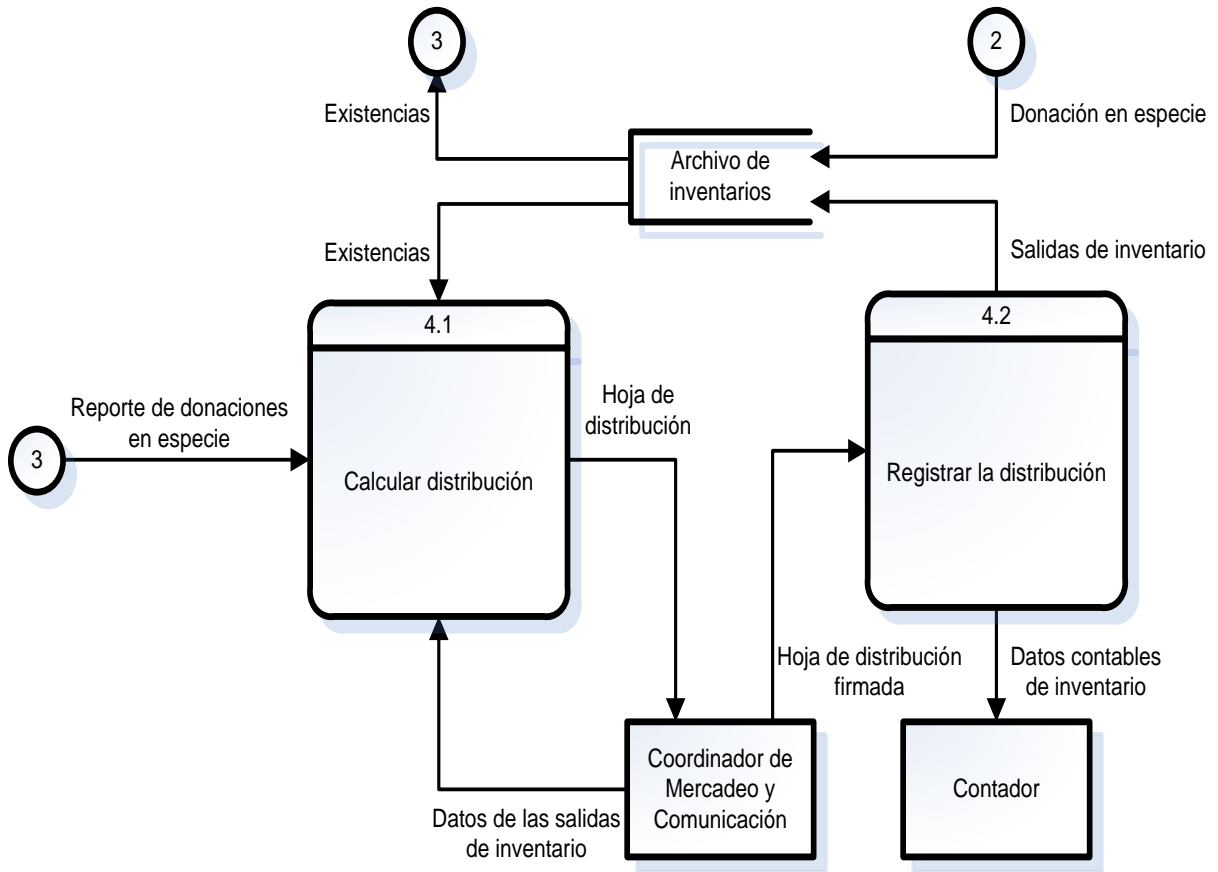 3
2
Existencias
Donación en especie
Archivo de
inventarios
Existencias
Salidas de inventario
4.1
4.2
Reporte de donaciones
en especie
Hoja de
distribución
3
Calcular distribución
Registrar la distribución
Hoja de distribución
firmada
Datos contables
de inventario
Coordinador de
Mercadeo y
Comunicación
Contador
Datos de las salidas
de inventario